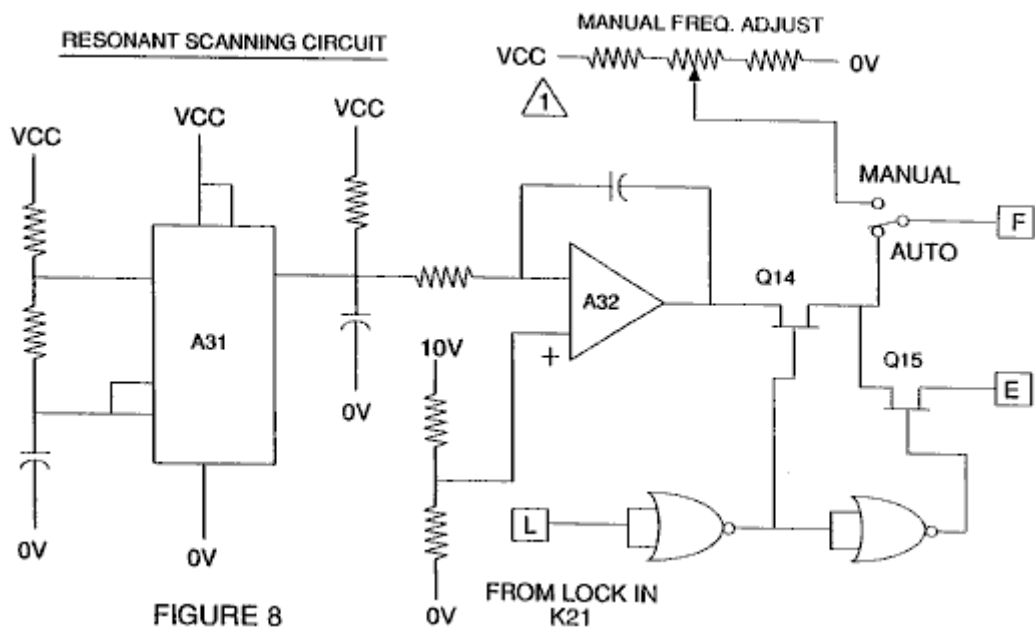 RESONANT SCANNING CIRCUIT
MANUAL FREQ. ADJUST
VCC
0V
1
VCC
VCC
VCC
MANUAL
F
AUTO
Q14
A32
A31
+
10V
Q15
E
0V
L
0V
0V
FROM LOCK IN
K21
0V
FIGURE 8